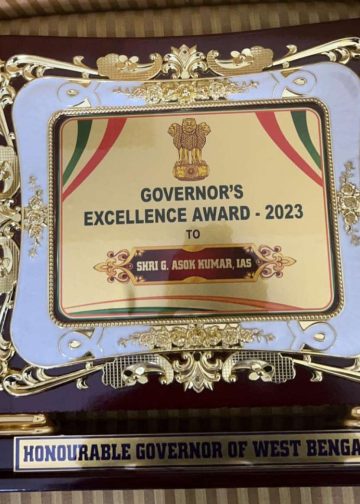 GOVERNOR'S
EXCELLENCE AWARD - 2023
TO
SHRI G. ASOK KUMAR, IAS
HONOURABLE GOVERNOR OF WEST BENGA